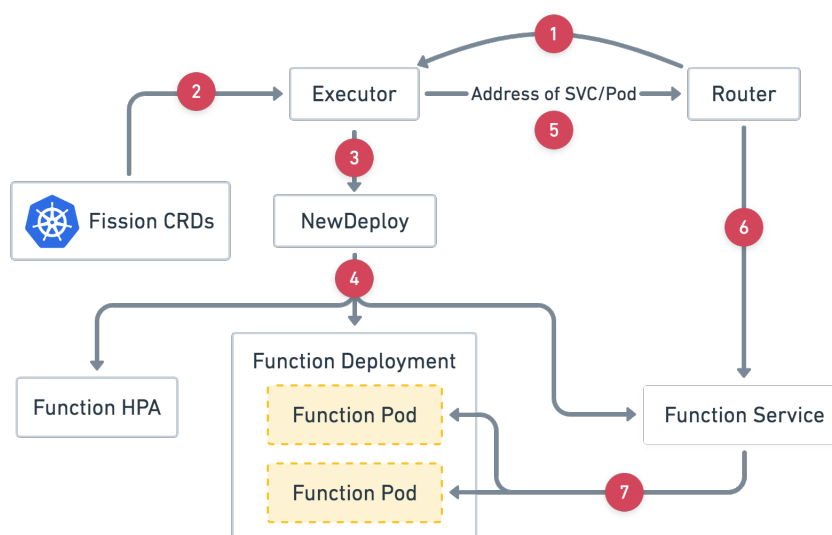 1
2
Executor
Address of SVC/Pod
Router
5
3
Fission CRDs
NewDeploy
6
4
Function Deployment
Function HPA
Function Pod
Function Service
Function Pod
7